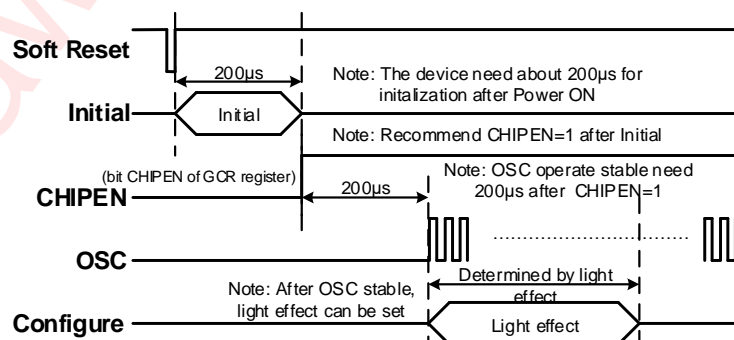 Soft Reset
200μs
Note: The device need about 200μs for
initalization after Power ON
Initial
Initial
Note: Recommend CHIPEN=1 after Initial
(bit CHIPEN of GCR register)
CHIPEN
200μs
Note: OSC operate stable need
200μs after CHIPEN=1
OSC
Note: After OSC stable,
light effect can be set
Determined by light
effect
Configure
Light effect